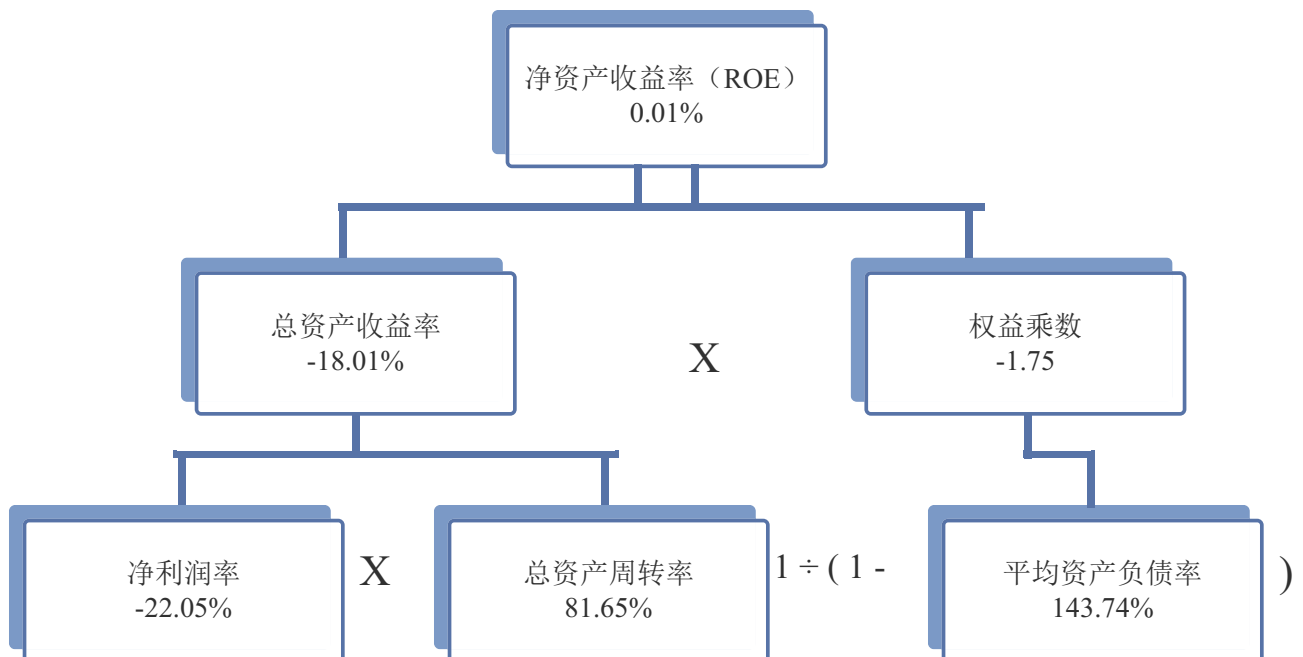 净资产收益率（ROE）
0.01%
总资产收益率
-18.01%
X
权益乘数
-1.75
净利润率
-22.05%
X
总资产周转率
81.65%
1 ÷ ( 1 -
平均资产负债率
143.74%
)